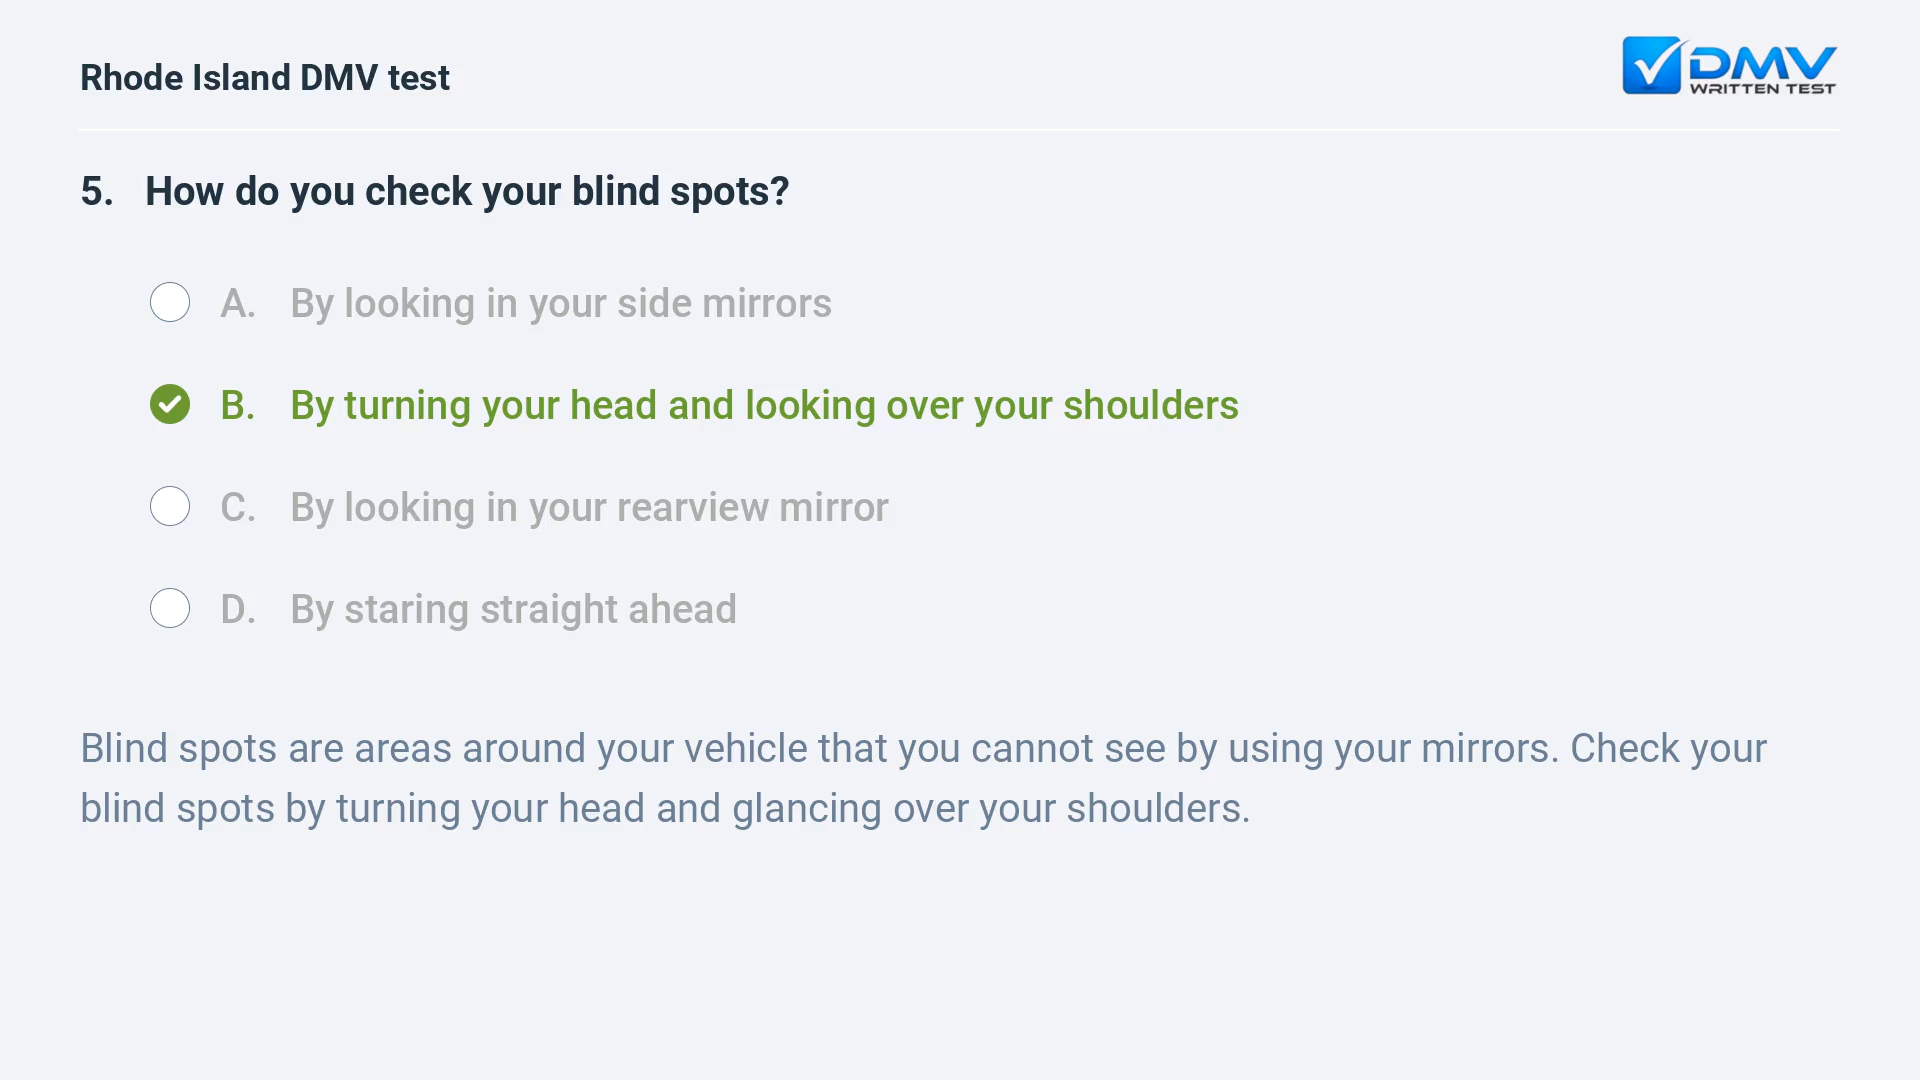 Rhode Island DMV test
DMV
WRITTEN TEST
5. How do you check your blind spots?
A. By looking in your side mirrors
B. By turning your head and looking over your shoulders
C. By looking in your rearview mirror
D. By staring straight ahead
Blind spots are areas around your vehicle that you cannot see by using your mirrors. Check your
blind spots by turning your head and glancing over your shoulders.